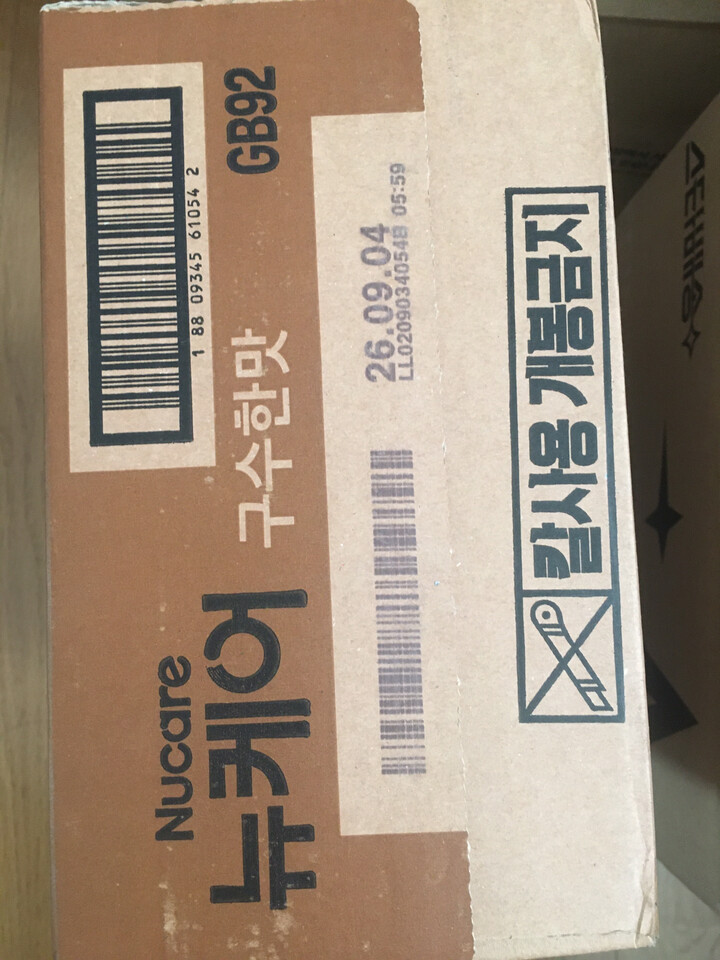 1 88 09345 61054 2
GB92
Nucare
뉴케어 구수한맛
26.09.04
LL0209034054B 05:59
칼사용 개봉금지